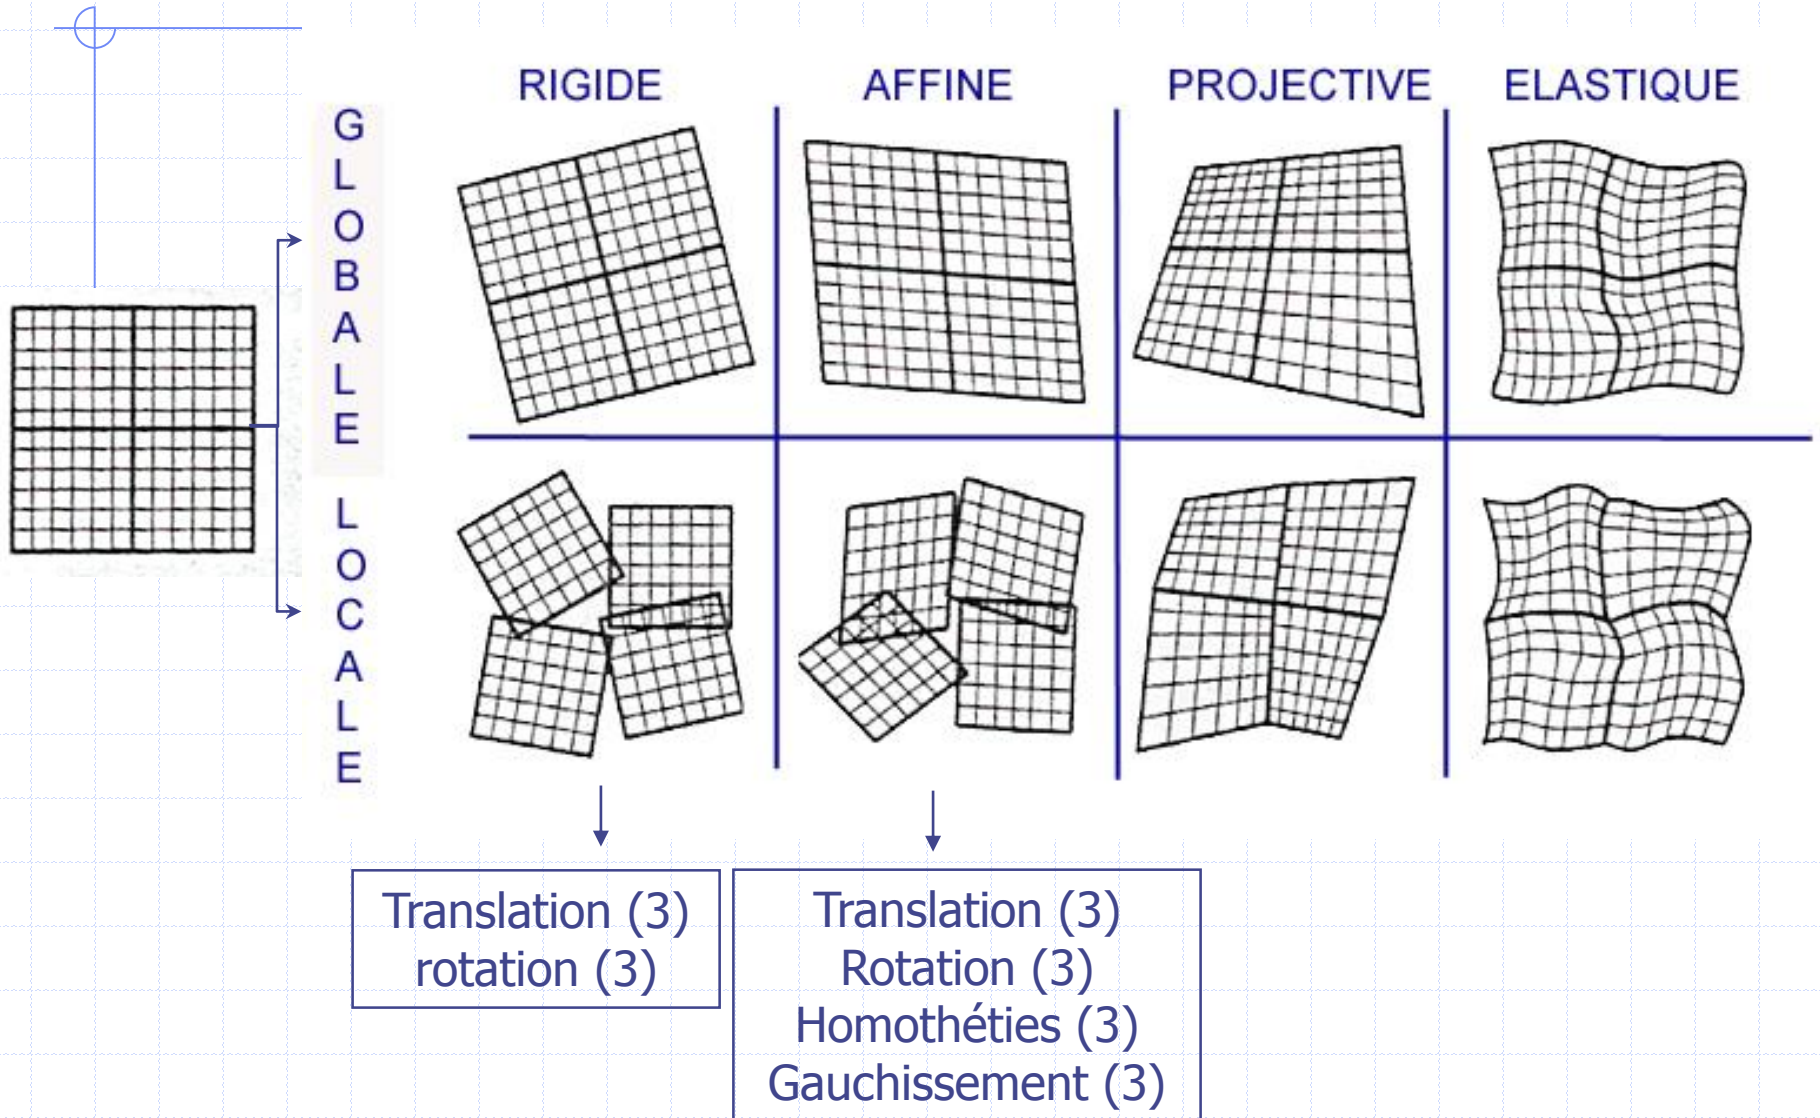 RIGIDE AFFINE PROJECTIVE ELASTIQUE
GLOBALE
LOCALE
Translation (3)
rotation (3)
Translation (3)
Rotation (3)
Homothéties (3)
Gauchissement (3)